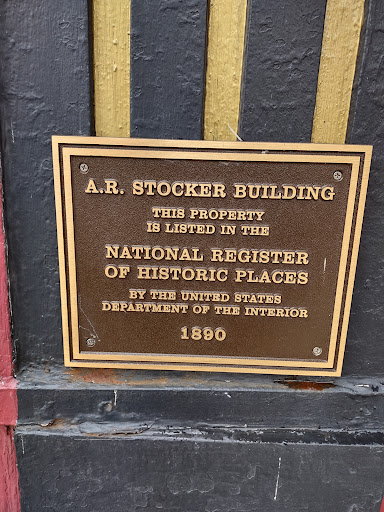 A.R. STOCKER BUILDING
THIS PROPERTY
IS LISTED IN THE
NATIONAL REGISTER
OF HISTORIC PLACES
BY THE UNITED STATES
DEPARTMENT OF THE INTERIOR
1890